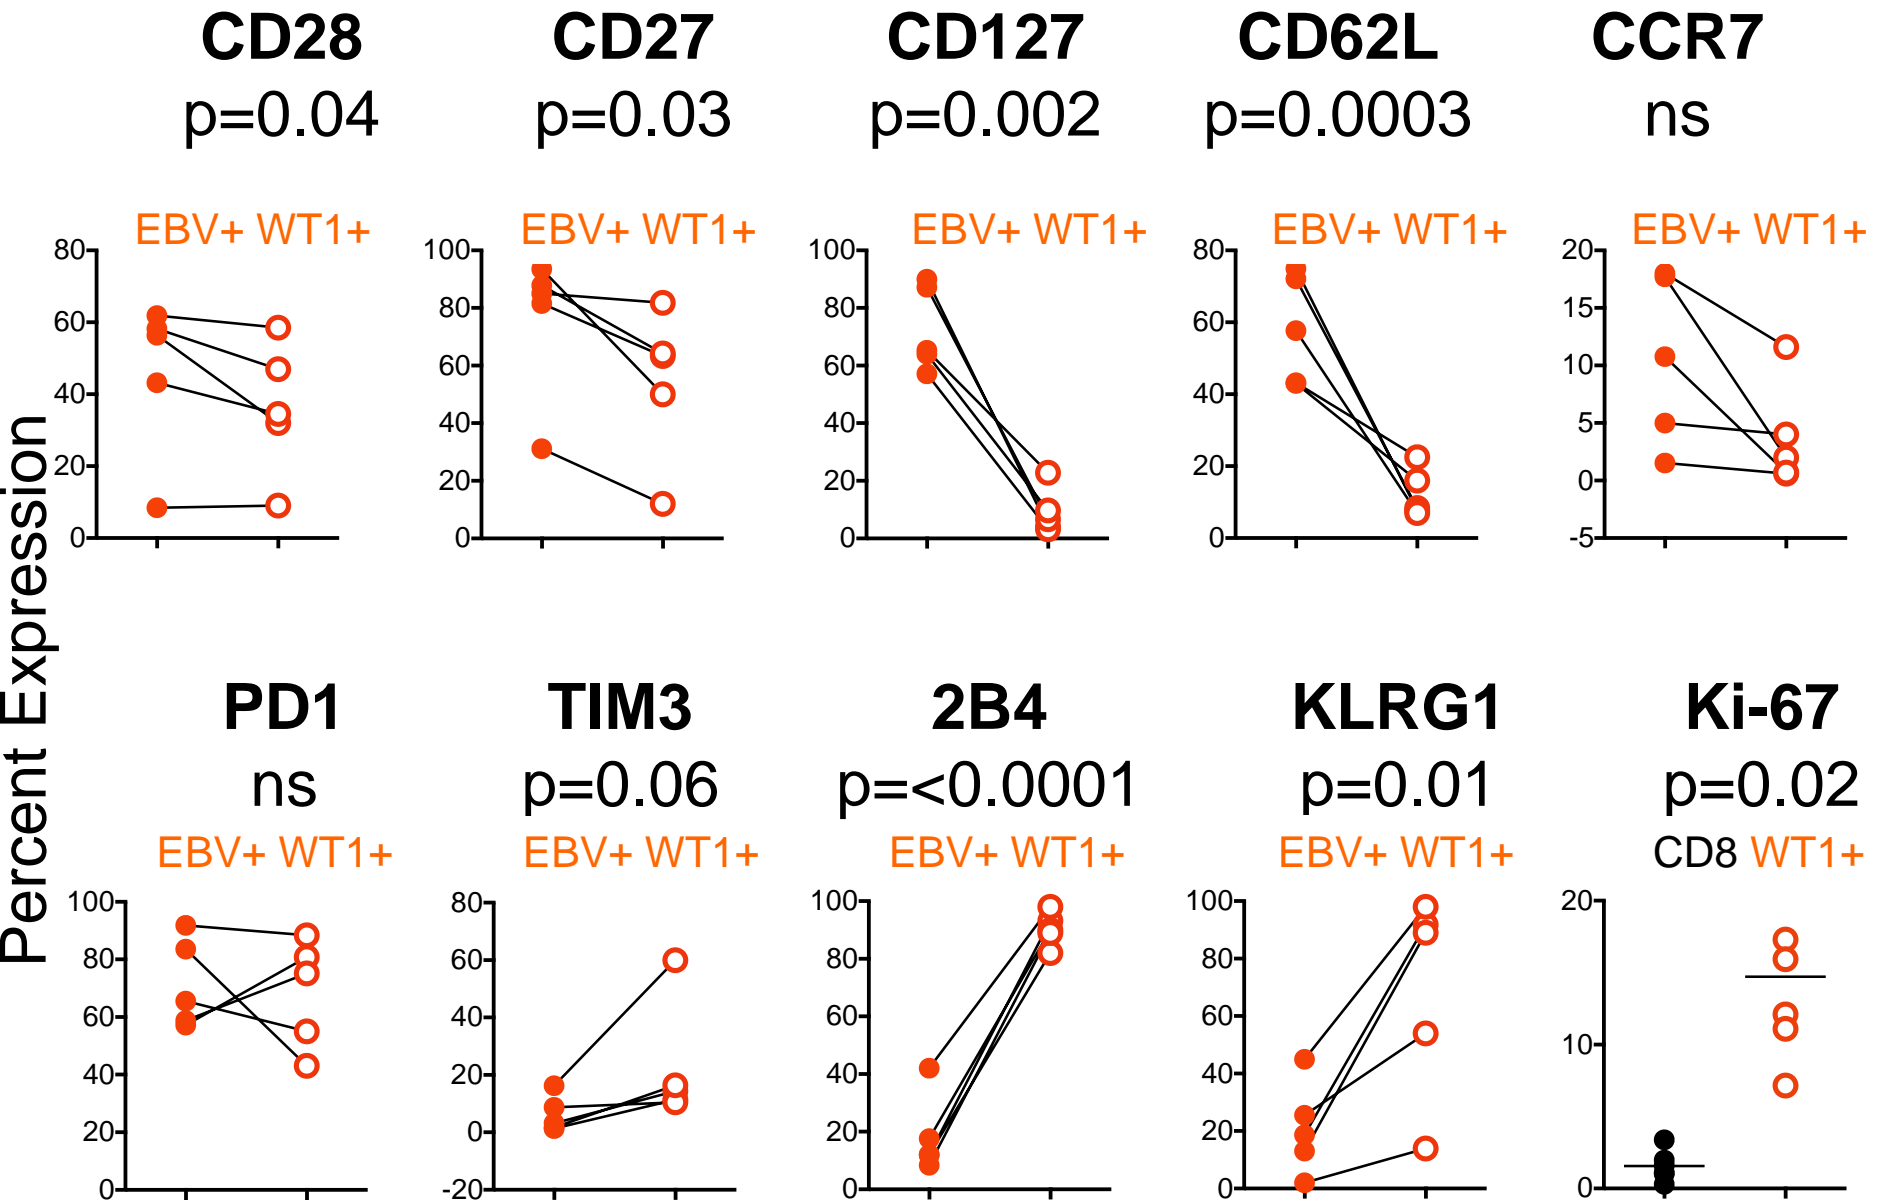 CD28 CD27 CD127 CD62L CCR7
p=0.04 p=0.03 p=0.002 p=0.0003 ns
EBV+ WT1+ EBV+ WT1+ EBV+ WT1+ EBV+ WT1+ EBV+ WT1+
80 100 100 80 20
80 80 15
60 60
60 60 10
40 40
40 40 5
20 20
20 20 0
0 0 0 0 -5
Percent Expression
PD1 TIM3 2B4 KLRG1 Ki-67
ns p=0.06 p=<0.0001 p=0.01 p=0.02
EBV+ WT1+ EBV+ WT1+ EBV+ WT1+ EBV+ WT1+ CD8 WT1+
100 80 100 100 20
80 60 80 80
60 40 60 60
10
40 20 40 40
20 0 20 20
0 -20 0 0 0